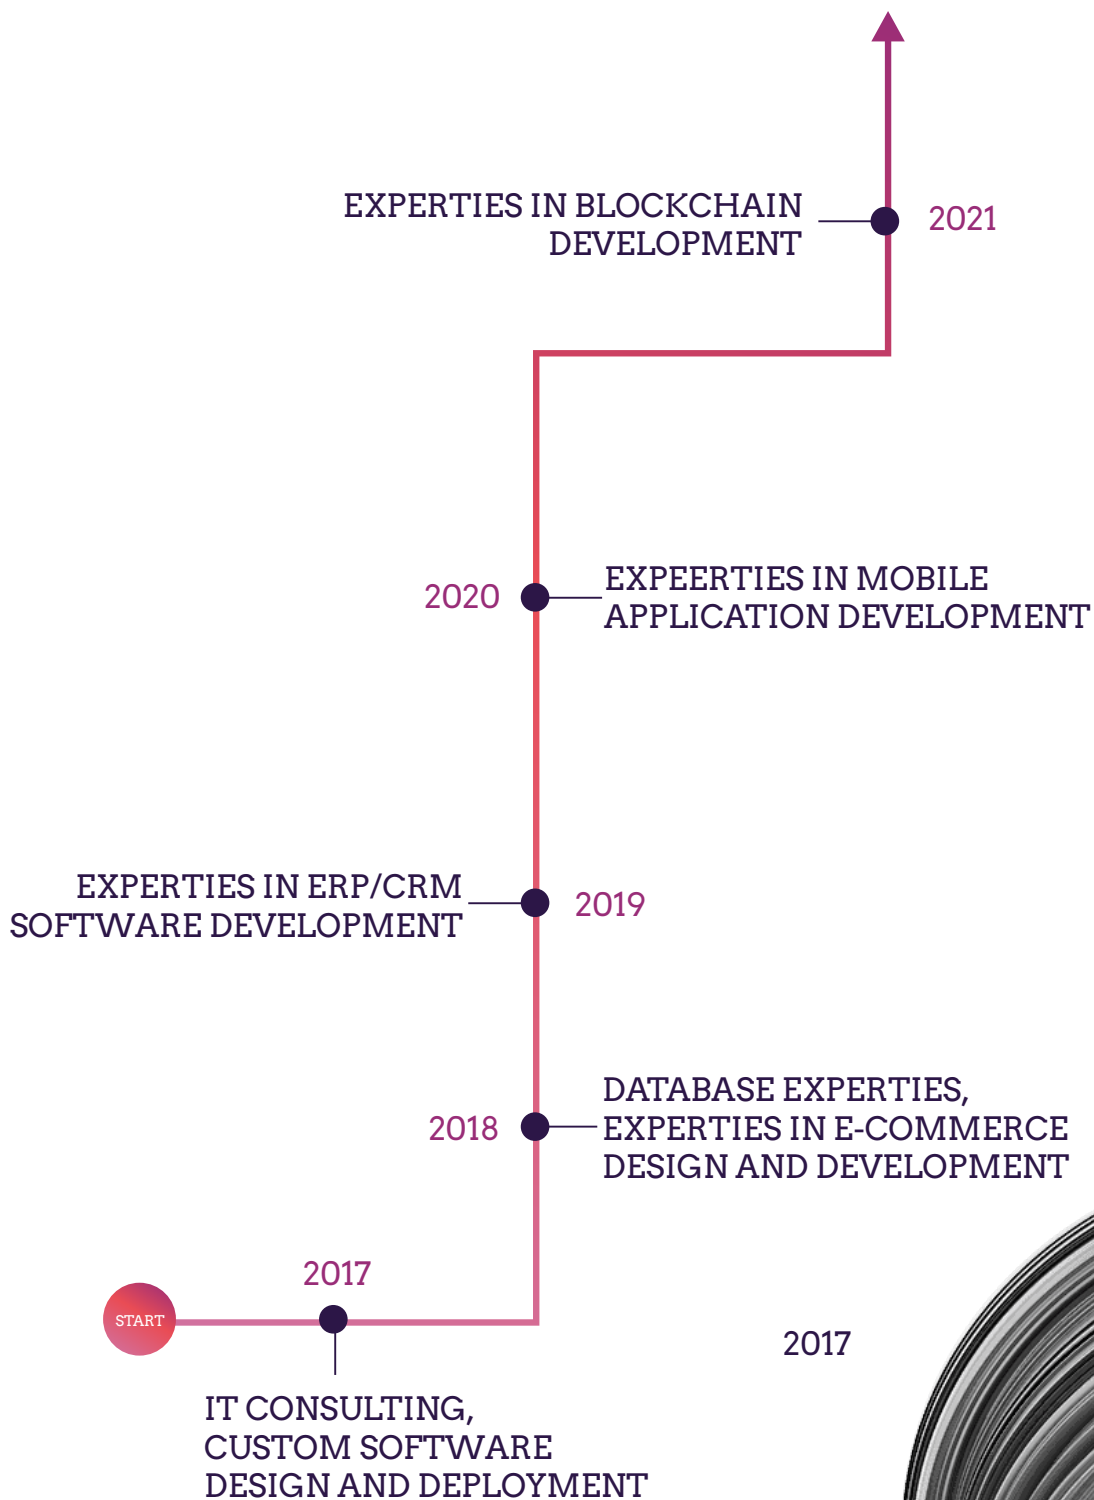 EXPERTIES IN BLOCKCHAIN
DEVELOPMENT
2021
2020
EXPEERTIES IN MOBILE
APPLICATION DEVELOPMENT
EXPERTIES IN ERP/CRM
SOFTWARE DEVELOPMENT
2019
2018
DATABASE EXPERTIES,
EXPERTIES IN E-COMMERCE
DESIGN AND DEVELOPMENT
2017
START
2017
IT CONSULTING,
CUSTOM SOFTWARE
DESIGN AND DEPLOYMENT